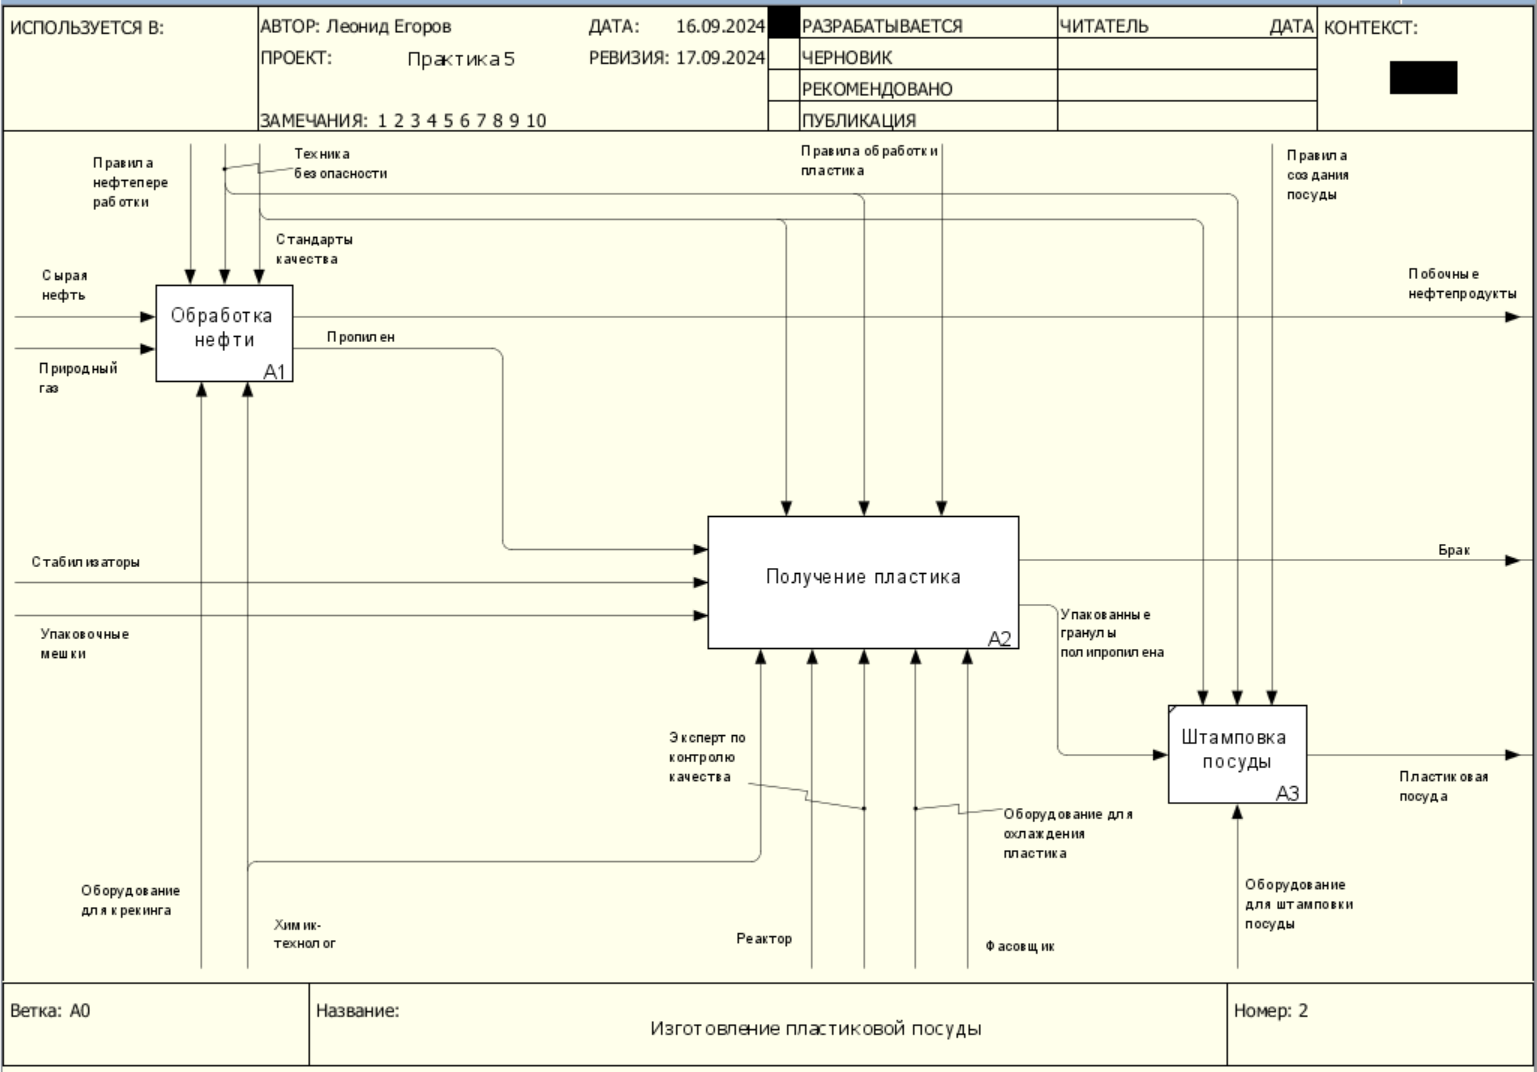 ИСПОЛЬЗУЕТСЯ В:
АВТОР: Леонид Егоров
ДАТА: 16.09.2024
ПРОЕКТ: Практика 5
РЕВИЗИЯ: 17.09.2024
ЗАМЕЧАНИЯ: 1 2 3 4 5 6 7 8 9 10
РАЗРАБАТЫВАЕТСЯ
ЧЕРНОВИК
РЕКОМЕНДОВАНО
ПУБЛИКАЦИЯ
ЧИТАТЕЛЬ ДАТА
КОНТЕКСТ:
Правила
нефтепере
работки
Техника
безопасности
Стандарты
качества
Правила обработки
пластика
Правила
создания
посуды
Сырая
нефть
Природный
газ
Обработка
нефти
A1
Пропилен
Побочные
нефтепродукты
Стабилизаторы
Упаковочные
мешки
Получение пластика
A2
Брак
Упакованные
гранулы
полипропилена
Штамповка
посуды
A3
Пластиковая
посуда
Эксперт по
контролю
качества
Оборудование для
охлаждения
пластика
Оборудование
для крекинга
Химик-
технолог
Реактор
Фасовщик
Оборудование
для штамповки
посуды
Ветка: A0
Название:
Изготовление пластиковой посуды
Номер: 2